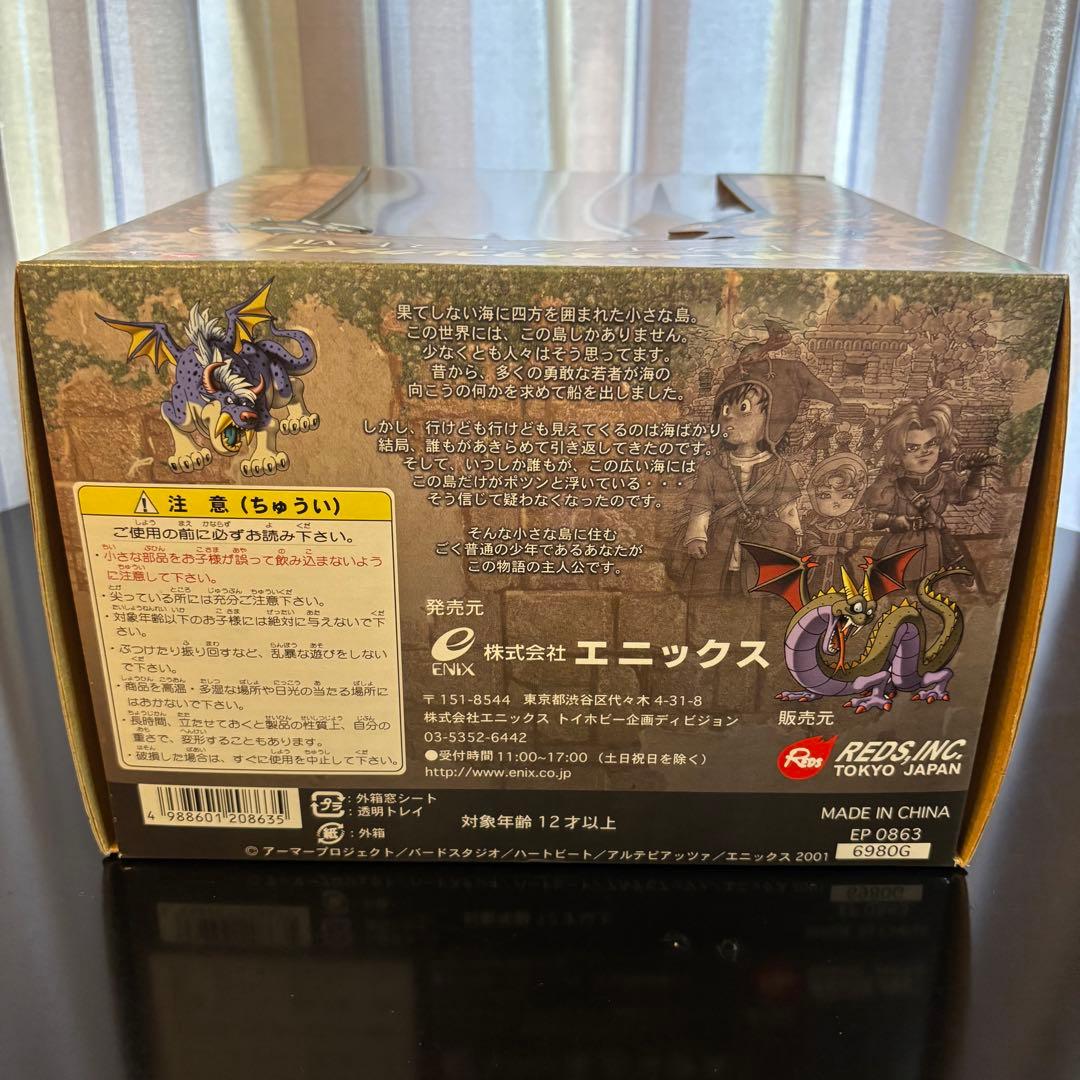 果てしない海に四方を囲まれた小さな島。
この世界には、この島しかありません。
少なくとも人々はそう思ってます。
昔から、多くの勇敢な若者が海の
向こうの何かを求めて船を出しました。
しかし、行けども行けども見えてくるのは海ばかり。
結局、誰もがあきらめて引き返してきたのです。
そして、いつしか誰もが、この広い海には
この島だけがポツンと浮いている・・・
そう信じて疑わなくなったのです。
そんな小さな島に住む
ごく普通の少年であるあなたが
この物語の主人公です。
注意(ちゅうい)
ご使用の前に必ずお読み下さい。
・小さな部品をお子様が誤って飲み込まないよう
に注意して下さい。
・尖っている所には充分ご注意下さい。
・対象年齢以下のお子様には絶対に与えないで下
さい。
・ぶつけたり振り回すなど、乱暴な遊びをしない
で下さい。
・商品を高温・多湿な場所や日光の当たる場所に
はおかないで下さい。
・長時間、立たせておくと製品の性質上、自分の
重さで、変形することもあります。
・破損した場合は、すぐに使用を中止して下さい。
発売元
e ENIX 株式会社 エニックス
〒151-8544 東京都渋谷区代々木 4-31-8
株式会社エニックス トイホビー企画ディビジョン
03-5352-6442
●受付時間 11:00~17:00 (土日祝日を除く)
http://www.enix.co.jp
販売元
REDS REDS, INC.
TOKYO JAPAN
4 988601 208635
プラ : 外箱窓シート
: 透明トレイ
紙 : 外箱
対象年齢 12才以上
MADE IN CHINA
EP 0863
6980G
© アーマープロジェクト/バードスタジオ/ハートビート/アルテピアッツァ/エニックス 2001